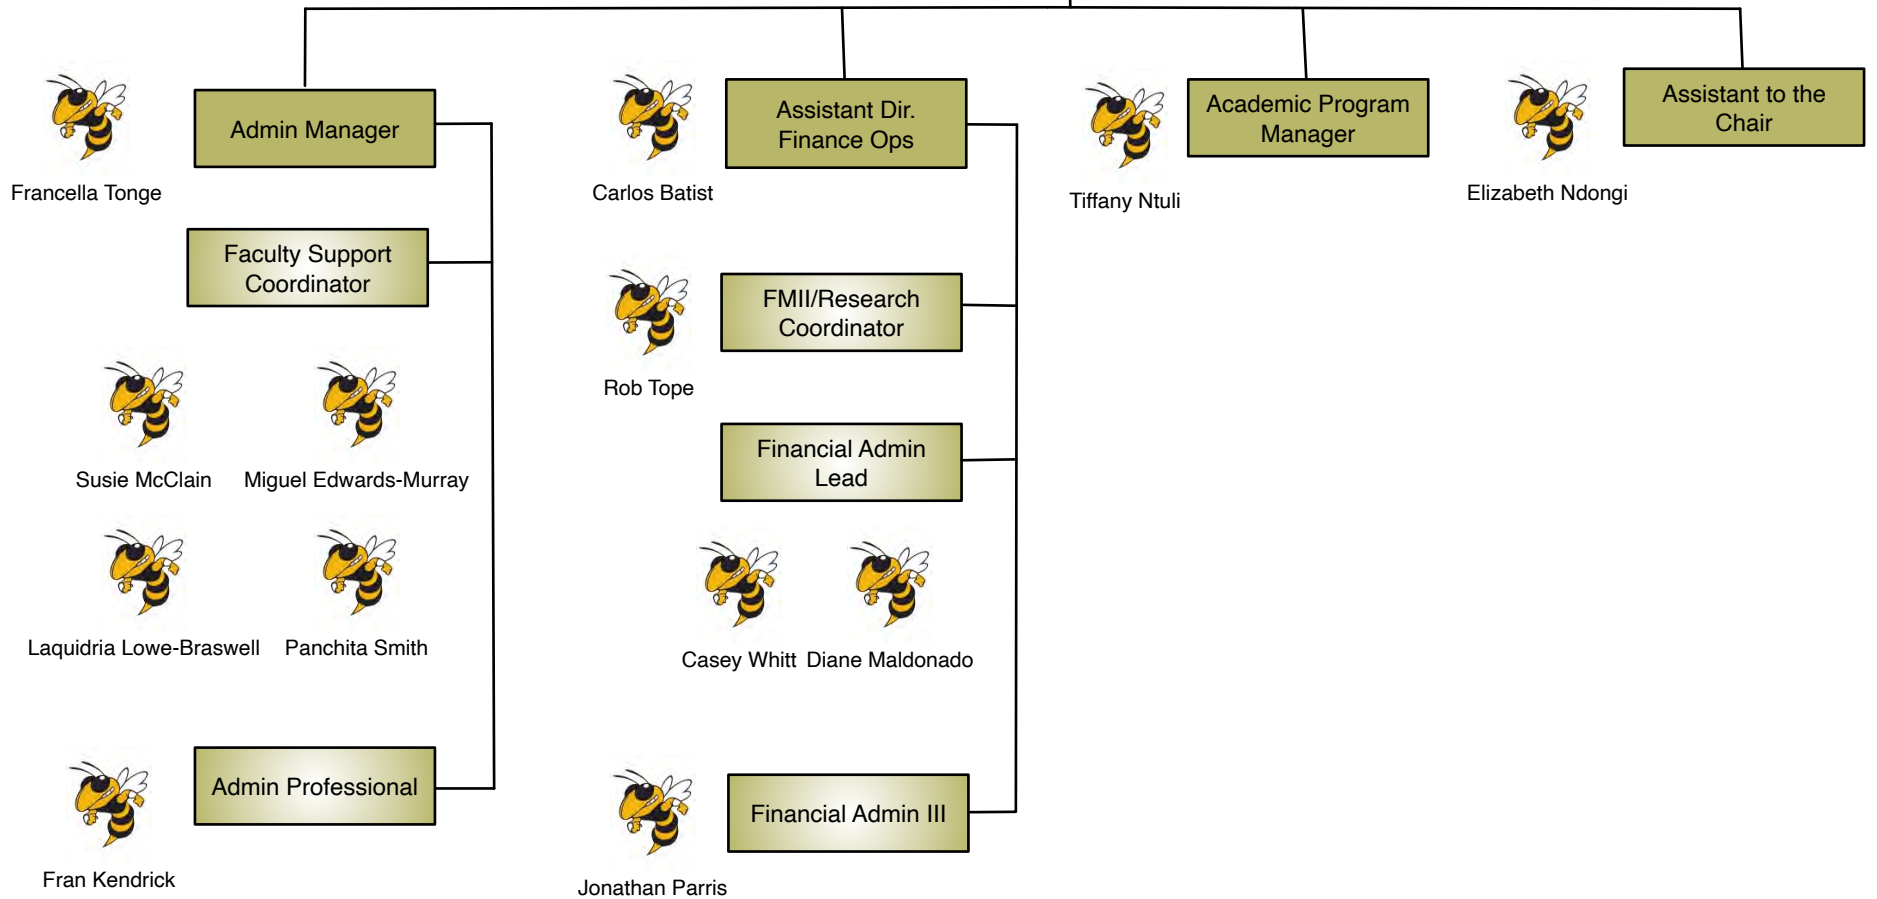 Admin Manager
Francella Tonge
Faculty Support
Coordinator
Susie McClain
Miguel Edwards-Murray
Laquidria Lowe-Braswell
Panchita Smith
Admin Professional
Fran Kendrick
Assistant Dir.
Finance Ops
Carlos Batist
FMII/Research
Coordinator
Rob Tope
Financial Admin
Lead
Casey Whitt
Diane Maldonado
Financial Admin III
Jonathan Parris
Academic Program
Manager
Tiffany Ntuli
Assistant to the
Chair
Elizabeth Ndongi